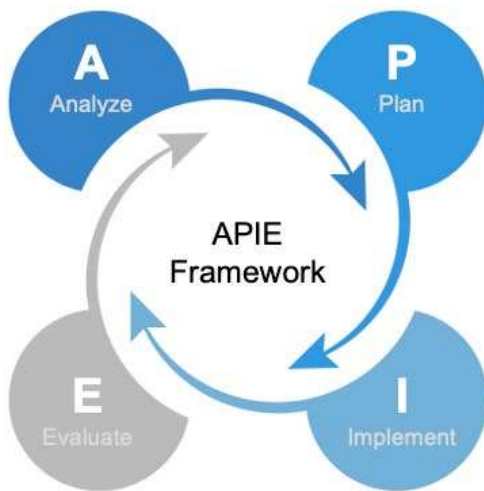 A
Analyze
P
Plan
APIE
Framework
E
Evaluate
I
Implement